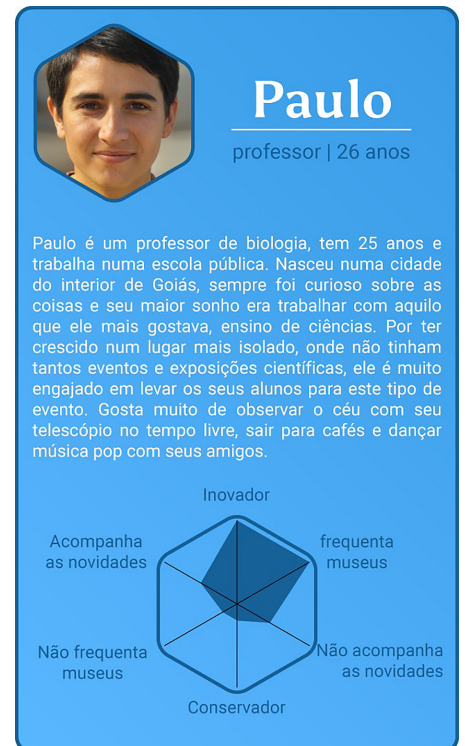 Paulo
professor | 26 anos
Paulo é um professor de biologia, tem 25 anos e
trabalha numa escola pública. Nasceu numa cidade
do interior de Goiás, sempre foi curioso sobre as
coisas e seu maior sonho era trabalhar com aquilo
que ele mais gostava, ensino de ciências. Por ter
crescido num lugar mais isolado, onde não tinham
tantos eventos e exposições científicas, ele é muito
engajado em levar os seus alunos para este tipo de
evento. Gosta muito de observar o céu com seu
telescópio no tempo livre, sair para cafés e dançar
música pop com seus amigos.
Inovador
Acompanha
as novidades
frequenta
museus
Não frequenta
museus
Não acompanha
as novidades
Conservador